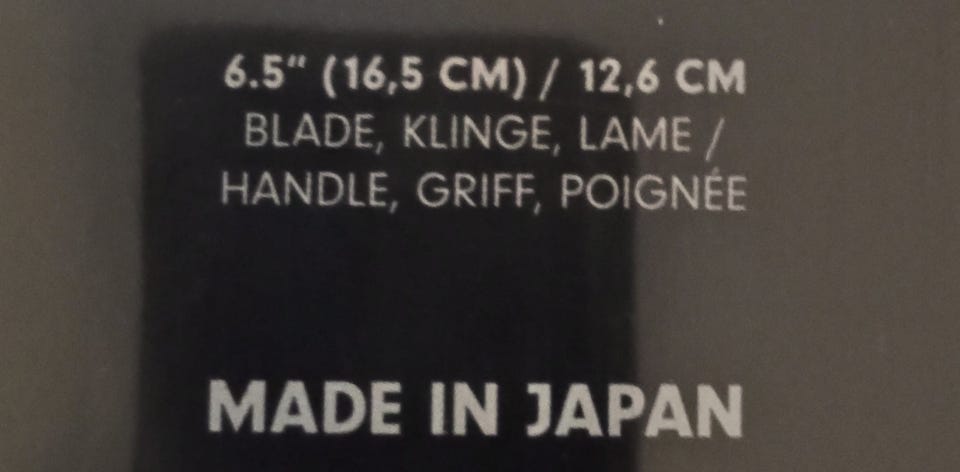 6.5" (16,5 CM) / 12,6 CM
BLADE, KLINGE, LAME /
HANDLE, GRIFF, POIGNÉE
MADE IN JAPAN